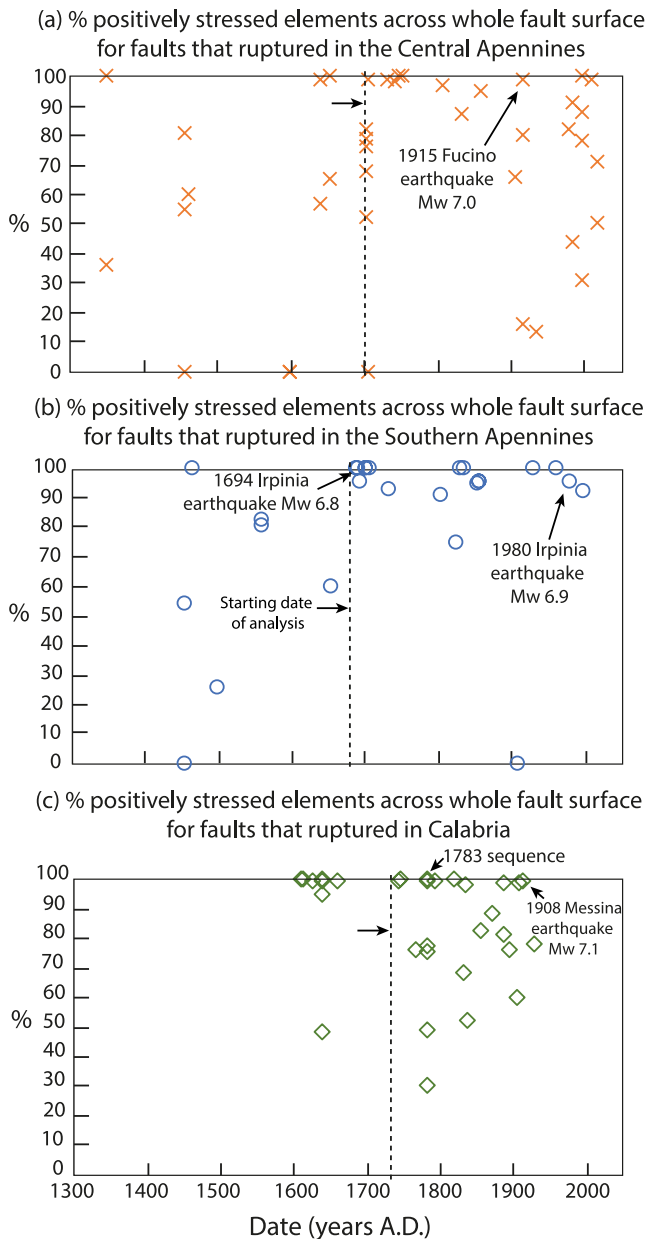 (a) % positively stressed elements across whole fault surface
for faults that ruptured in the Central Apennines
100
90
80
70
60
%
50
40
30
20
10
0
1915 Fucino
earthquake
Mw 7.0
(b) % positively stressed elements across whole fault surface
for faults that ruptured in the Southern Apennines
100
90
80
70
60
%
50
40
30
20
10
0
1694 Irpinia
earthquake Mw 6.8
Starting date
of analysis
1980 Irpinia
earthquake
Mw 6.9
(c) % positively stressed elements across whole fault surface
for faults that ruptured in Calabria
1783 sequence
100
90
80
70
60
%
50
40
30
20
10
0
1908 Messina
earthquake
Mw 7.1
1300 1400 1500 1600 1700 1800 1900 2000
Date (years A.D.)